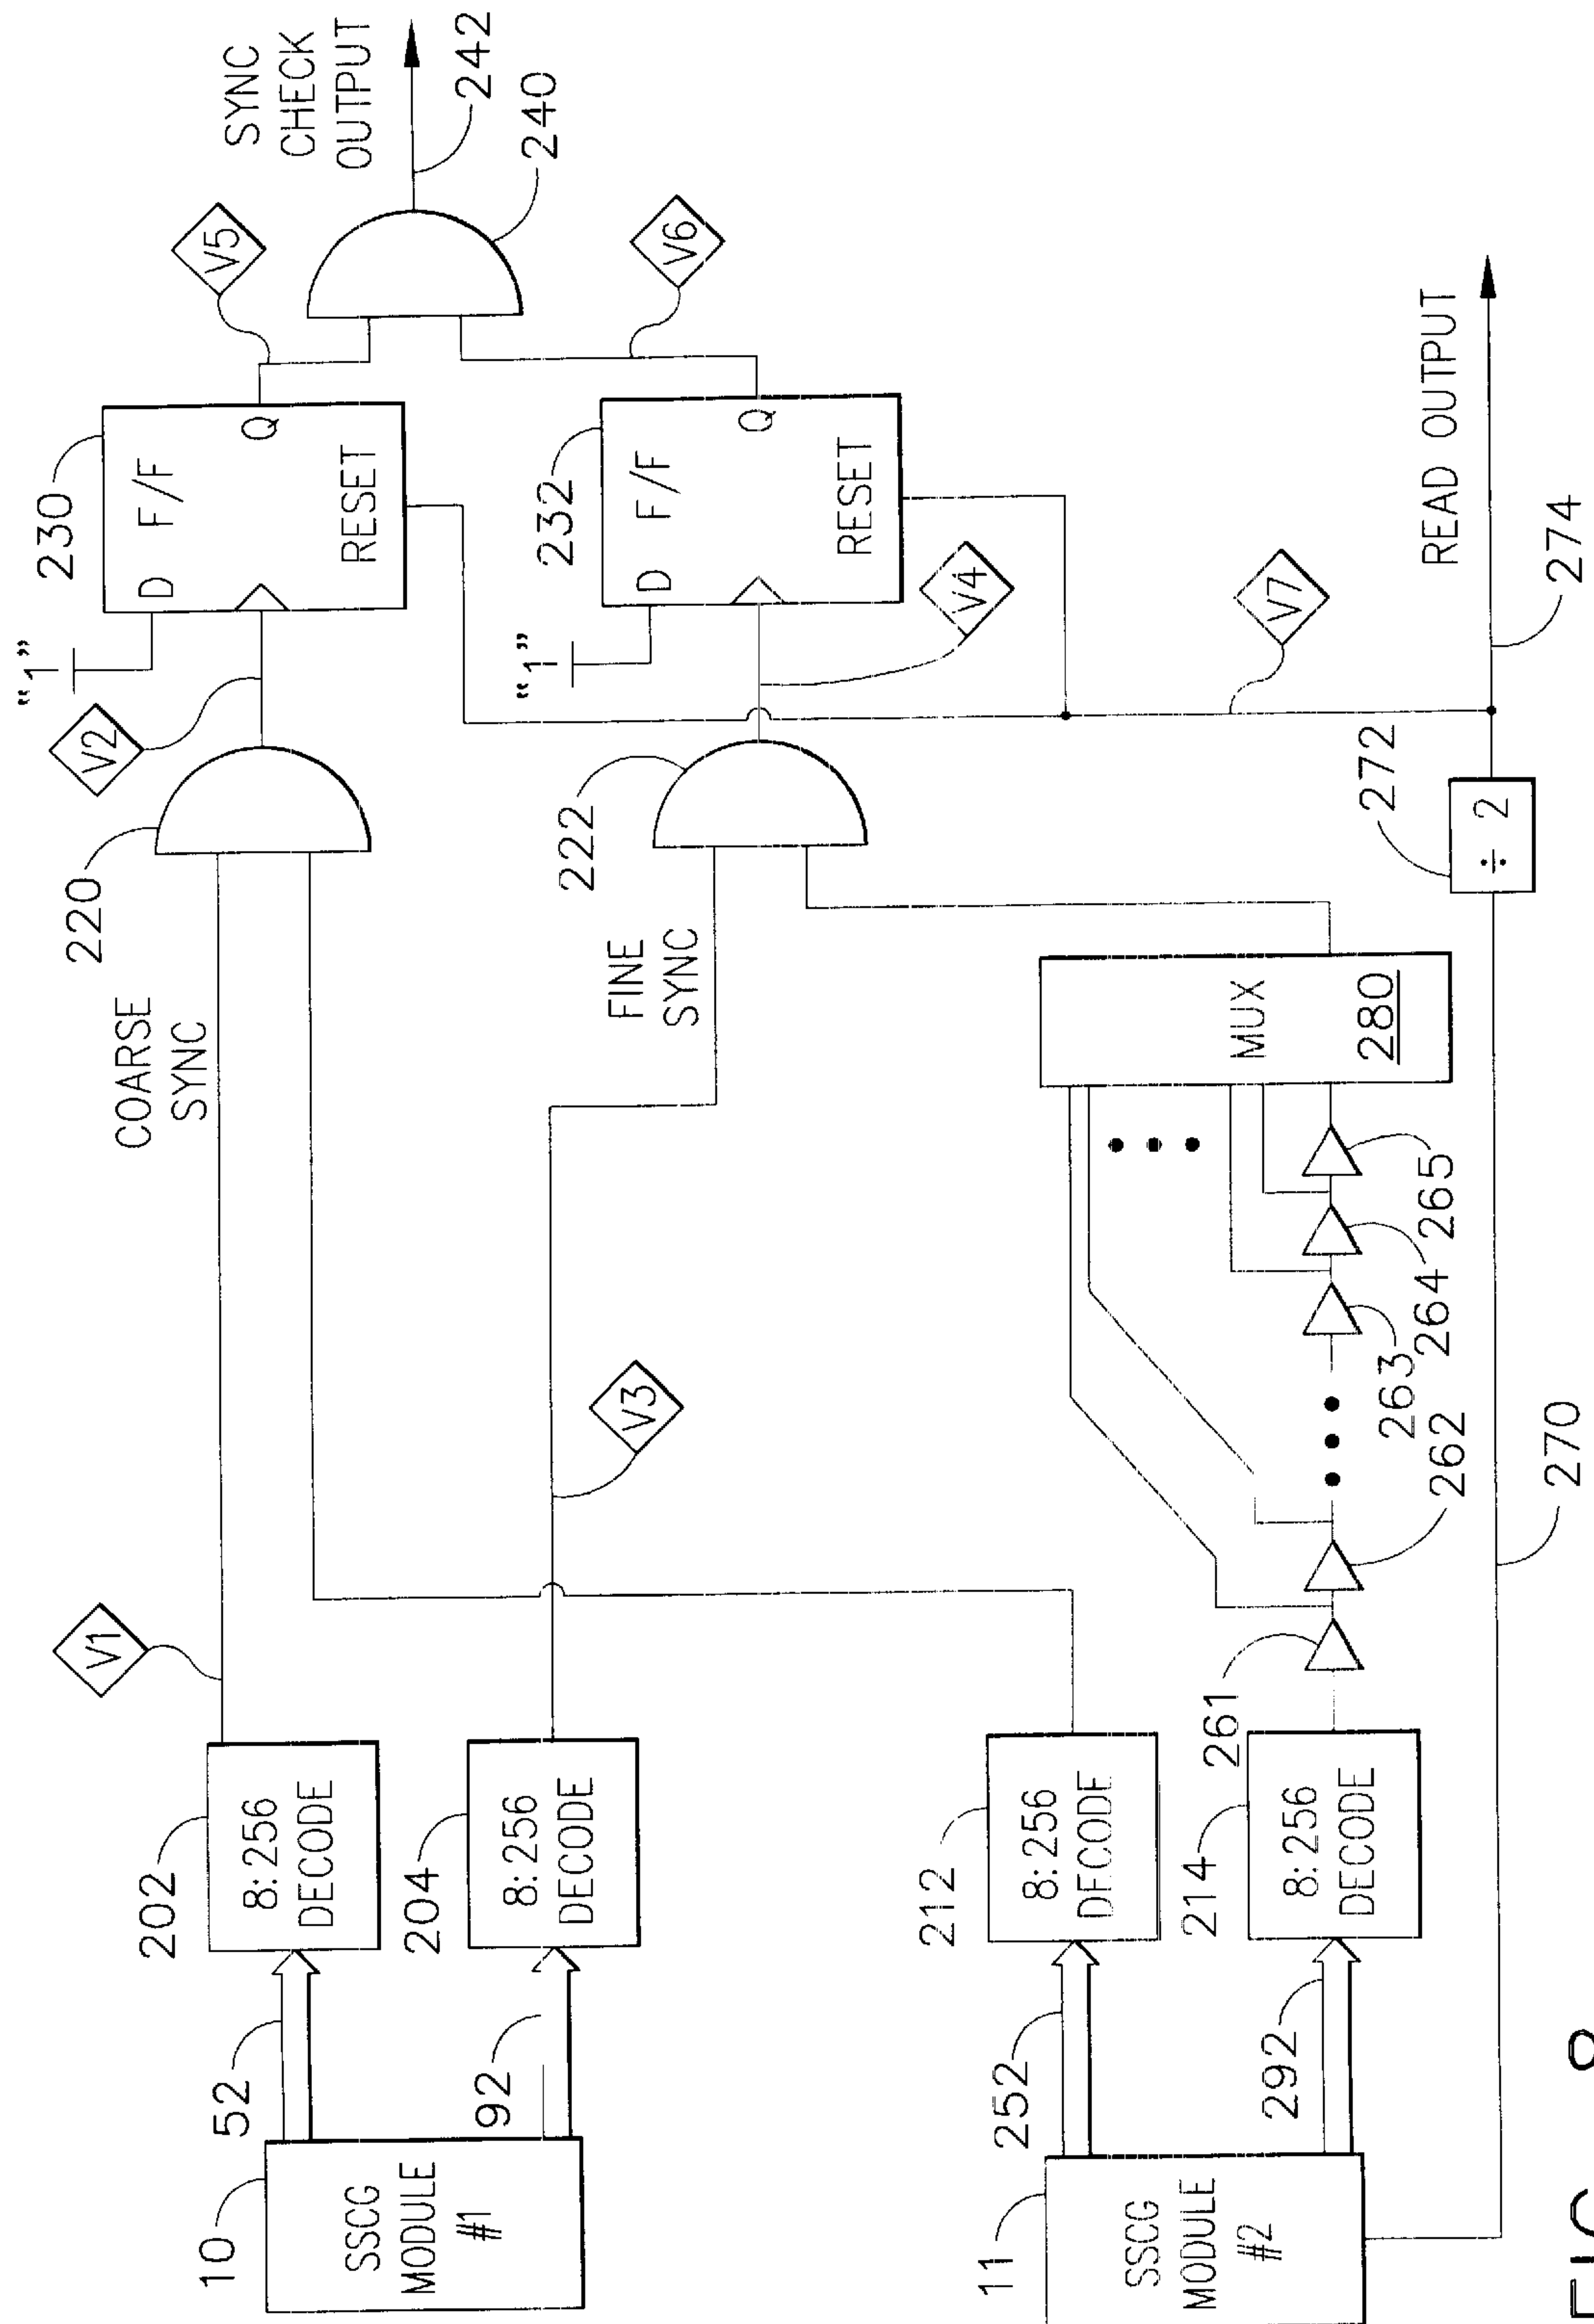 SYNC
CHECK
OUTPUT
242
240
V5
V6
230
D F/F
Q
RESET
"1"
V2
232
D F/F
Q
RESET
"1"
V4
V7
READ OUTPUT
274
220
COARSE
SYNC
222
FINE
SYNC
272
÷ 2
MUX
280
V1
V3
261
262
263
264
265
270
202
8:256
DECODE
204
8:256
DECODE
212
8:256
DECODE
214
8:256
DECODE
52
92
252
292
10
SSCG
MODULE
#1
11
SSCG
MODULE
#2